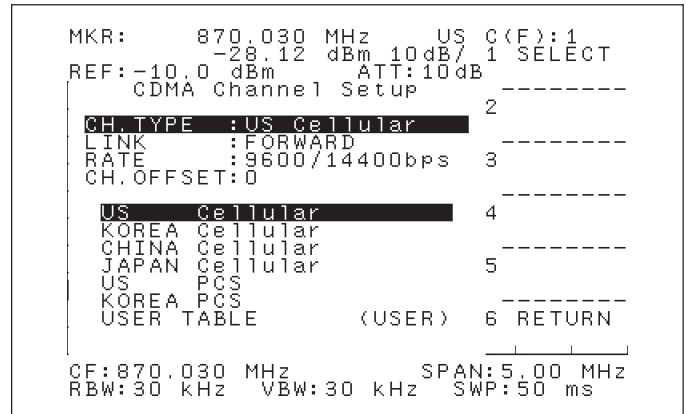 MKR: 870.030 MHz US C(F):1
-28.12 dBm 10dB/ 1 SELECT
REF:-10.0 dBm ATT:10dB
CDMA Channel Setup
2
CH.TYPE :US Cellular
LINK :FORWARD
RATE :9600/14400bps 3
CH.OFFSET:0
US Cellular 4
KOREA Cellular
CHINA Cellular
JAPAN Cellular 5
US PCS
KOREA PCS
USER TABLE (USER) 6 RETURN
CF:870.030 MHz SPAN:5.00 MHz
RBW:30 kHz VBW:30 kHz SWP:50 ms